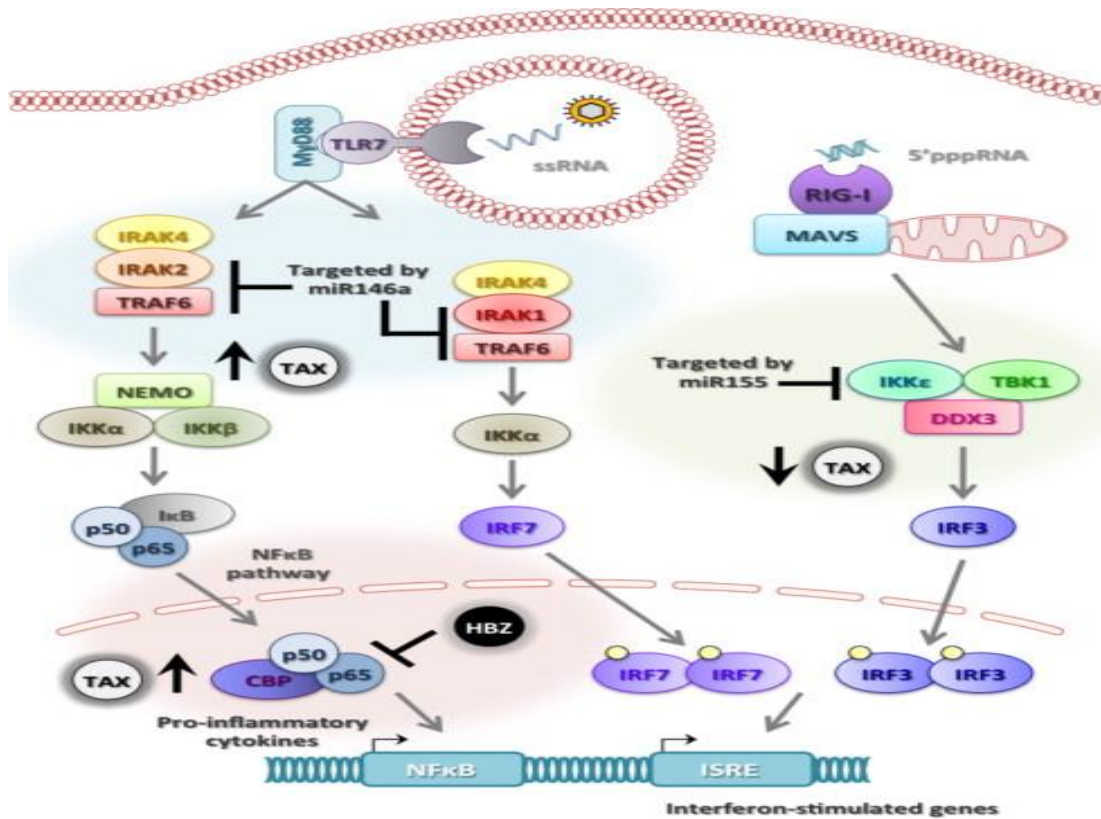 MyD88
TLR7
ssRNA
5'pppRNA
RIG-I
MAVS
IRAK4
IRAK2
TRAF6
Targeted by
miR146a
IRAK4
IRAK1
TRAF6
TAX
NEMO
IKKα
IKKβ
IKKα
Targeted by
miR155
IKKε
TBK1
DDX3
TAX
p50
IκB
p65
IRF7
IRF3
NFκB
pathway
HBZ
TAX
CBP
p50
p65
IRF7
IRF7
IRF3
IRF3
Pro-inflammatory
cytokines
NFκB
ISRE
Interferon-stimulated genes